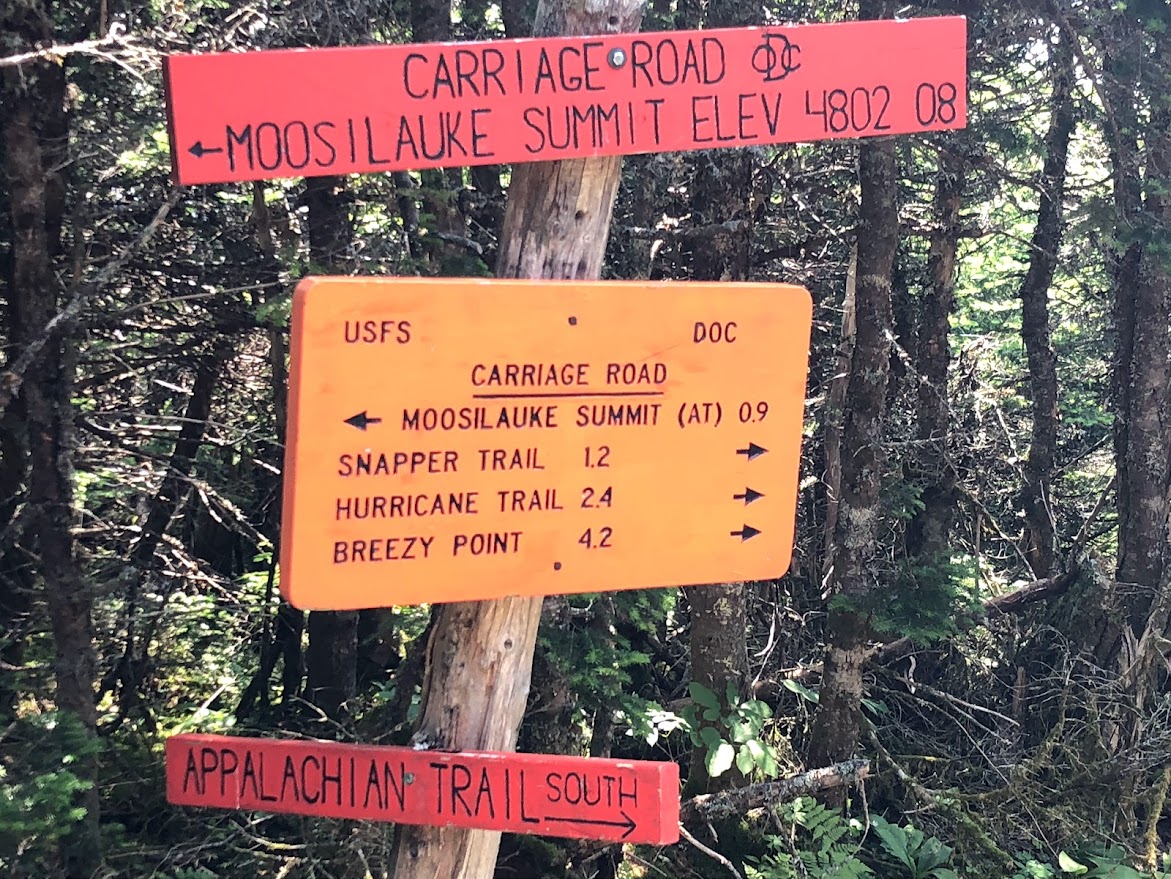 CARRIAGE ROAD DOC
←MOOSILAUKE SUMMIT ELEV 4802 0.8
USFS DOC
CARRIAGE ROAD
← MOOSILAUKE SUMMIT (AT) 0.9
SNAPPER TRAIL 1.2 →
HURRICANE TRAIL 2.4 →
BREEZY POINT 4.2 →
APPALACHIAN TRAIL SOUTH →